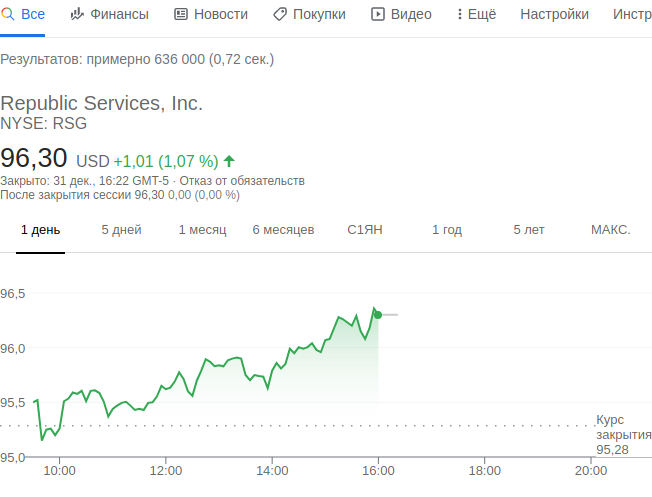 Все Финансы Новости Покупки Видео Ещё Настройки Инстр
Результатов: примерно 636 000 (0,72 сек.)
Republic Services, Inc.
NYSE: RSG
96,30 USD +1,01 (1,07 %)
Закрыто: 31 дек., 16:22 GMT-5 · Отказ от обязательств
После закрытия сессии 96,30 0,00 (0,00 %)
1 день 5 дней 1 месяц 6 месяцев С1ЯН 1 год 5 лет МАКС.
96,5
96,0
95,5
Курс
закрытия
95,28
95,0
10:00 12:00 14:00 16:00 18:00 20:00